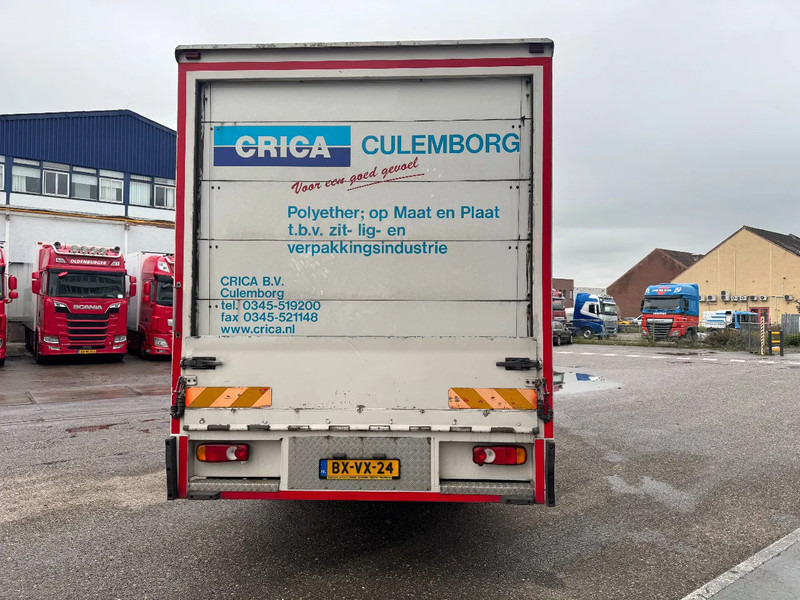 CRICA CULEMBORG
Voor een goed gevoel
Polyether; op Maat en Plaat
t.b.v. zit- lig- en
verpakkingsindustrie
CRICA B.V.
Culemborg
tel. 0345-519200
fax 0345-521148
www.crica.nl
NL BX-VX-24
OLDENBURGER
SCANIA